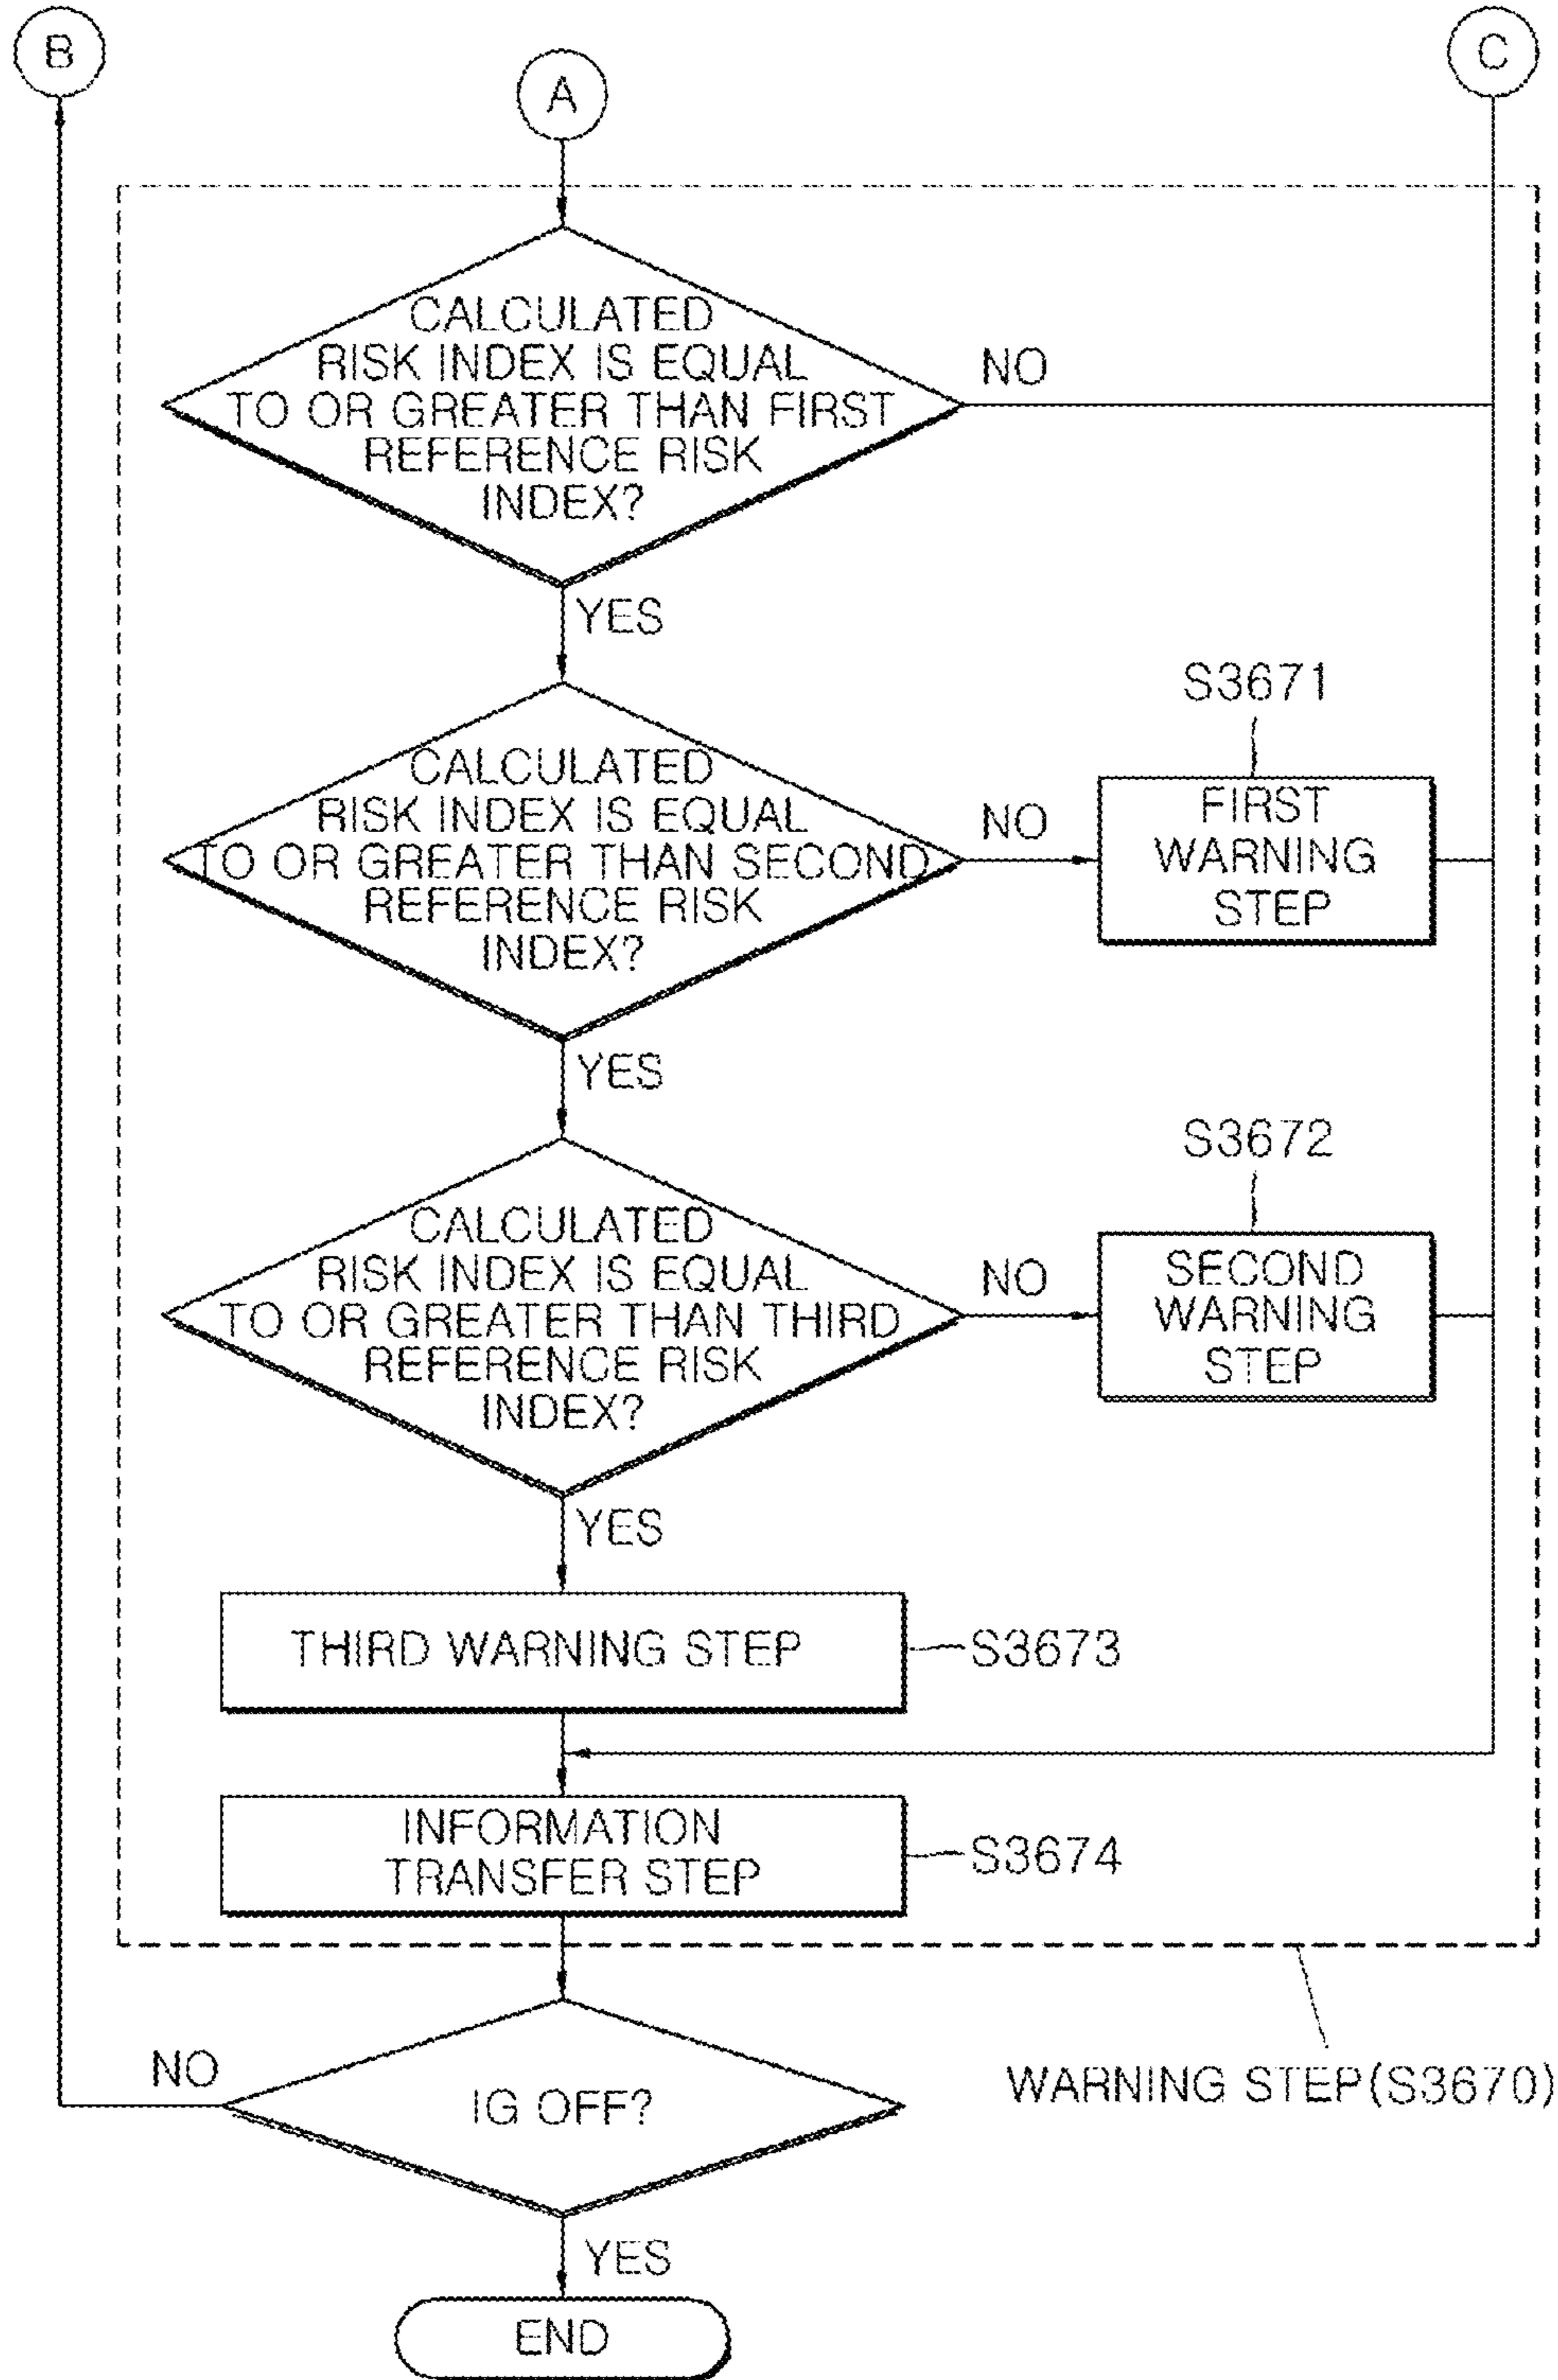 B
A
C
CALCULATED
RISK INDEX IS EQUAL
TO OR GREATER THAN FIRST
REFERENCE RISK
INDEX?
NO
YES
CALCULATED
RISK INDEX IS EQUAL
TO OR GREATER THAN SECOND
REFERENCE RISK
INDEX?
NO
S3671
FIRST
WARNING
STEP
YES
CALCULATED
RISK INDEX IS EQUAL
TO OR GREATER THAN THIRD
REFERENCE RISK
INDEX?
NO
S3672
SECOND
WARNING
STEP
YES
THIRD WARNING STEP
S3673
INFORMATION
TRANSFER STEP
S3674
WARNING STEP(S3670)
NO
IG OFF?
YES
END